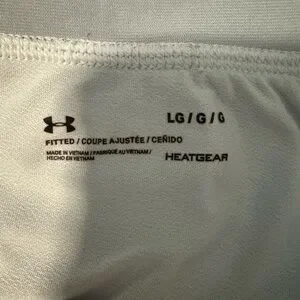 LG / G / G
FITTED / COUPE AJUSTÉE / CEÑIDO
MADE IN VIETNAM / FABRIQUÉ AU VIETNAM /
HECHO EN VIETNAM
HEATGEAR